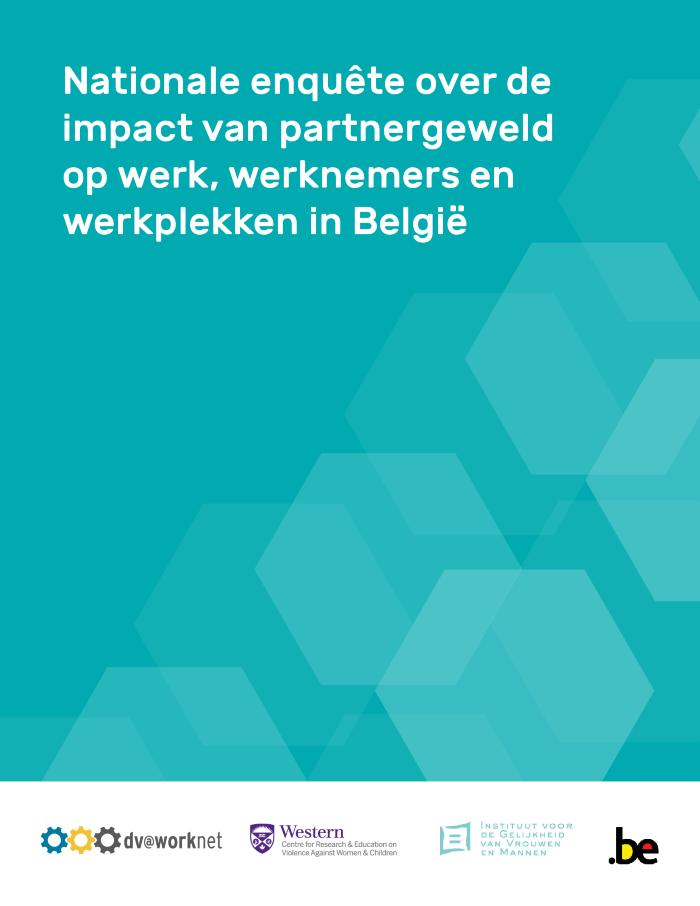 Nationale enquête over de
impact van partnergeweld
op werk, werknemers en
werkplekken in België
dv@worknet
Western
Centre for Research & Education on
Violence Against Women & Children
Instituut voor
de Gelijkheid
van Vrouwen
en Mannen
.be